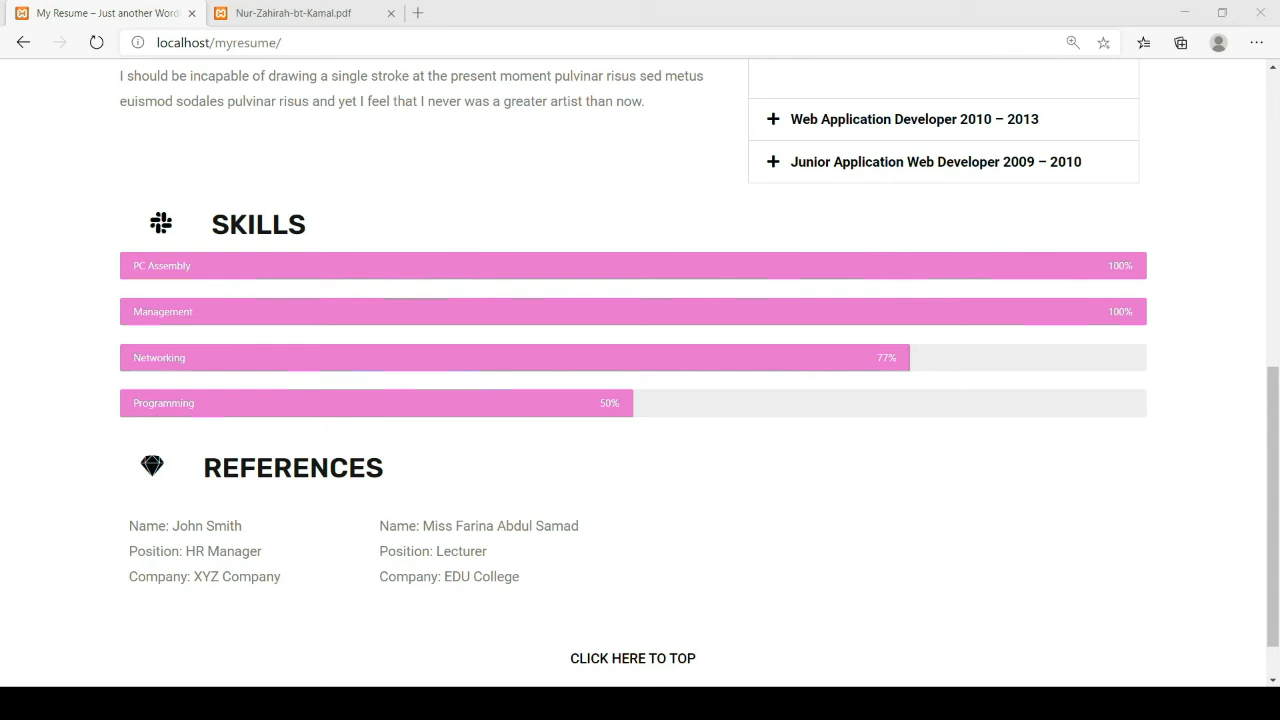 My Resume – Just another Word
Nur-Zahirah-bt-Kamal.pdf
localhost/myresume/
I should be incapable of drawing a single stroke at the present moment pulvinar risus sed metus
euismod sodales pulvinar risus and yet I feel that I never was a greater artist than now.
Web Application Developer 2010 – 2013
Junior Application Web Developer 2009 – 2010
SKILLS
PC Assembly 100%
Management 100%
Networking 77%
Programming 50%
REFERENCES
Name: John Smith
Position: HR Manager
Company: XYZ Company
Name: Miss Farina Abdul Samad
Position: Lecturer
Company: EDU College
CLICK HERE TO TOP